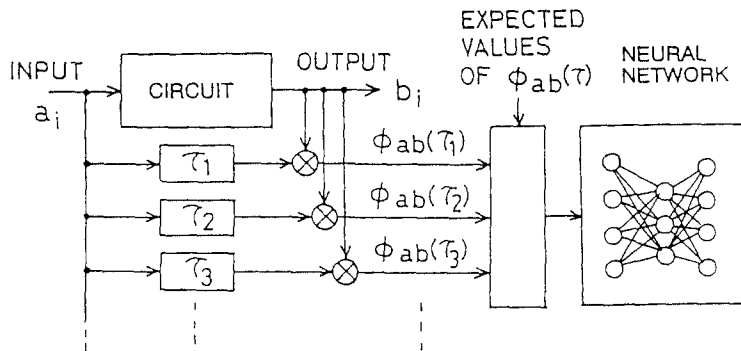 EXPECTED
VALUES
OF ϕab(τ)
NEURAL
NETWORK
INPUT
ai
CIRCUIT
OUTPUT
bi
τ1
ϕab(τ1)
τ2
ϕab(τ2)
τ3
ϕab(τ3)